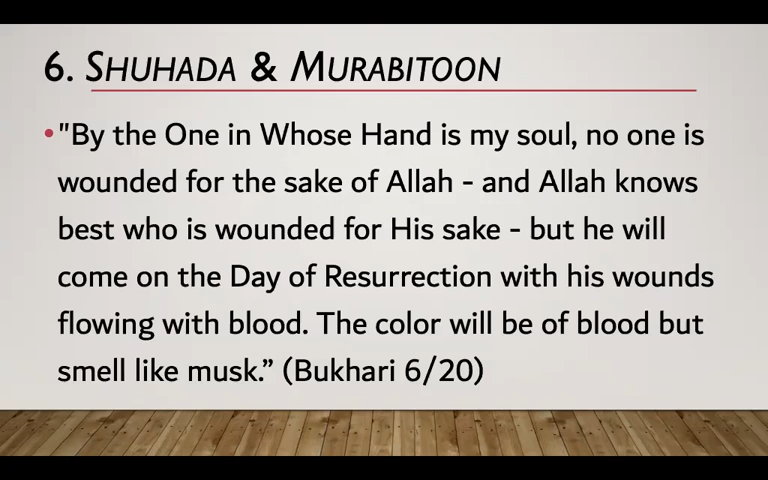 6. SHUHADA & MURABITOON
•"By the One in Whose Hand is my soul, no one is
wounded for the sake of Allah - and Allah knows
best who is wounded for His sake - but he will
come on the Day of Resurrection with his wounds
flowing with blood. The color will be of blood but
smell like musk.” (Bukhari 6/20)